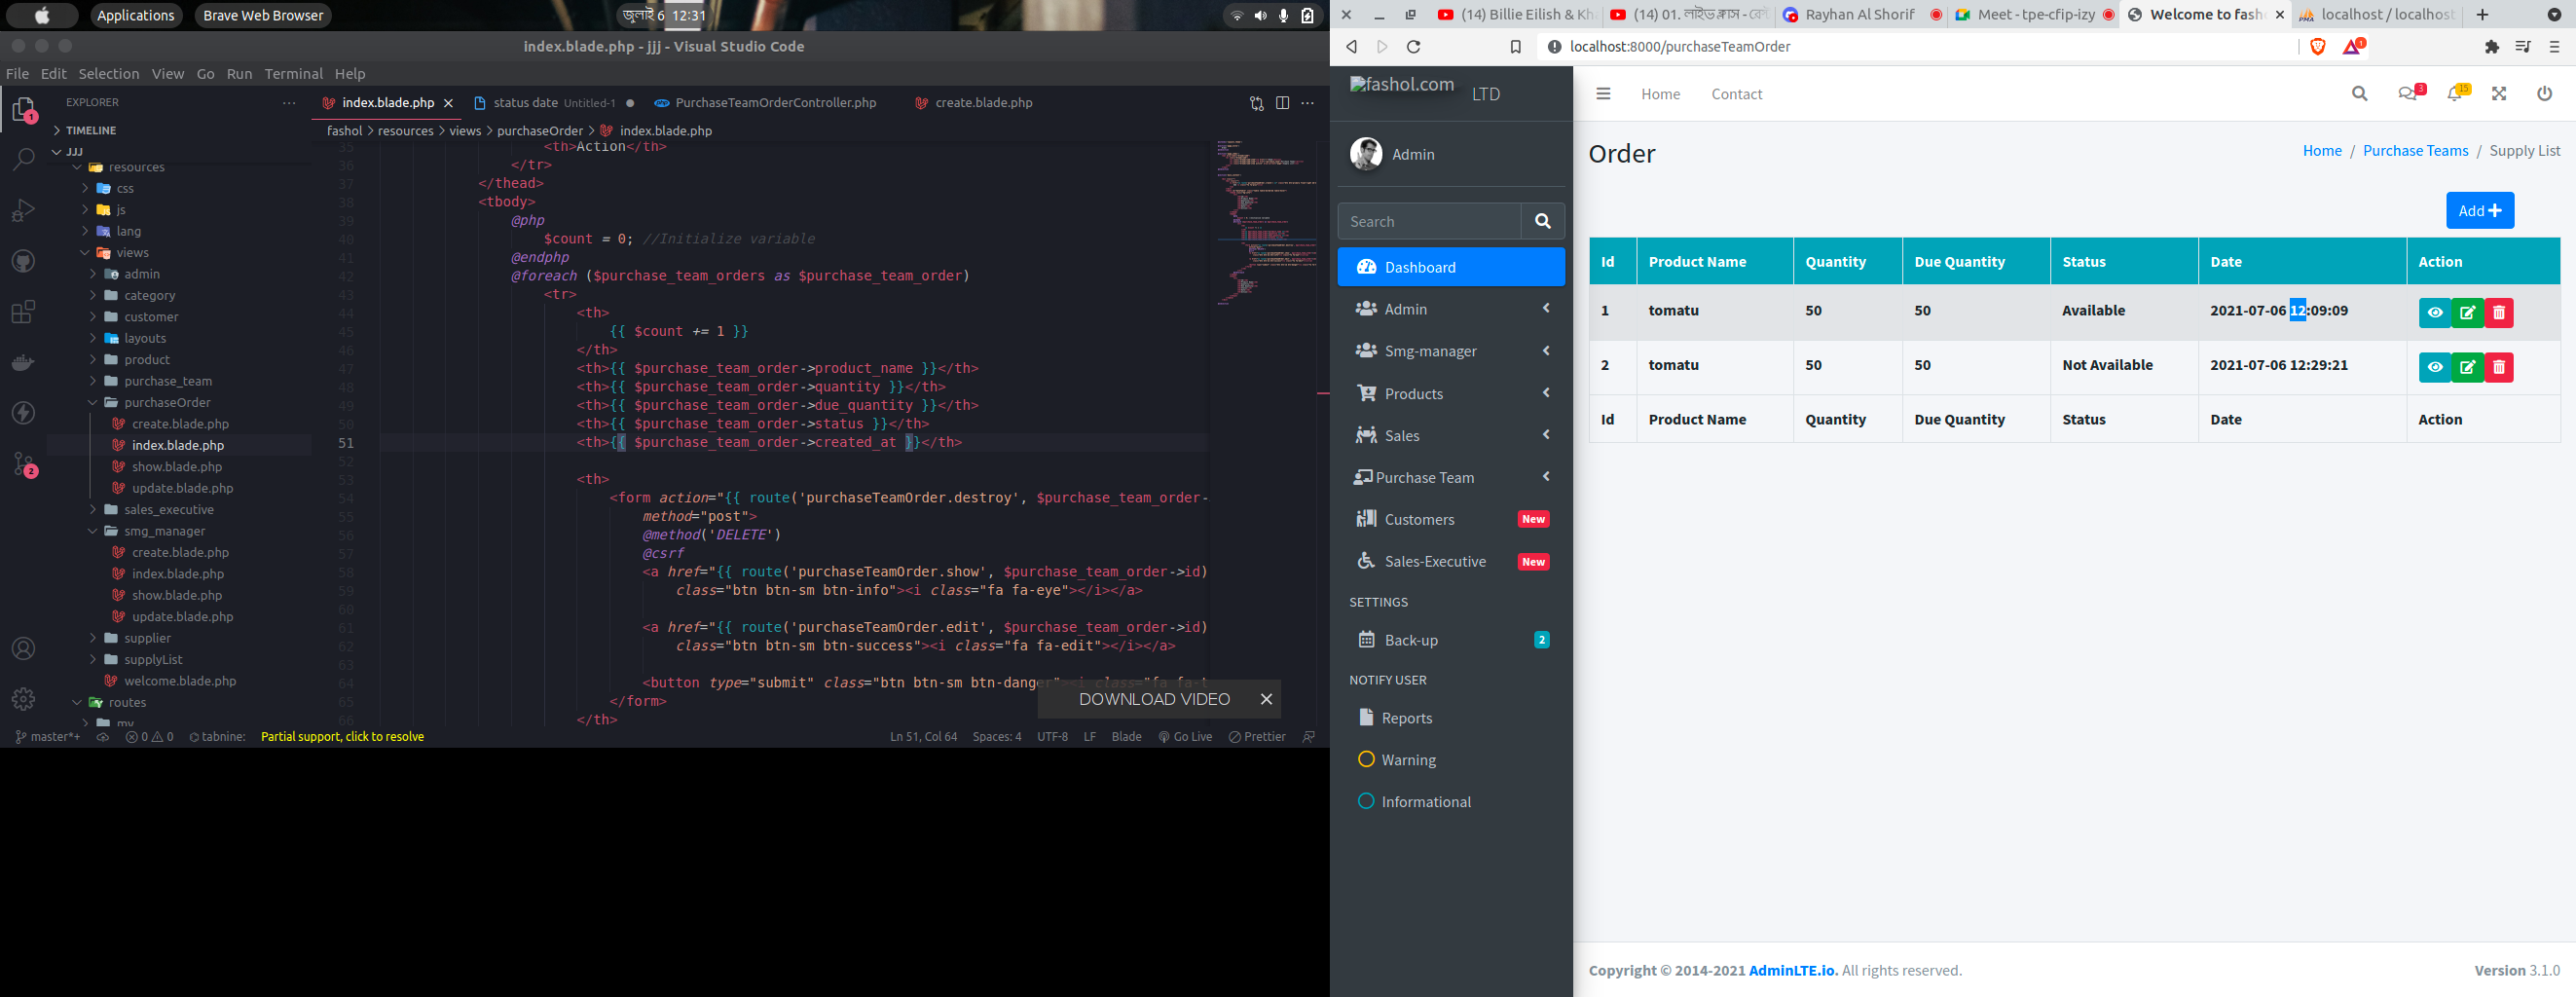 Applications
Brave Web Browser
জুলাই 6 12:31
index.blade.php - jjj - Visual Studio Code
File Edit Selection View Go Run Terminal Help
EXPLORER
TIMELINE
JJJ
resources
css
js
lang
views
admin
category
customer
layouts
product
purchase_team
purchaseOrder
create.blade.php
index.blade.php
show.blade.php
update.blade.php
sales_executive
smg_manager
create.blade.php
index.blade.php
show.blade.php
update.blade.php
supplier
supplyList
welcome.blade.php
routes
my
1
2
index.blade.php
status date Untitled-1
PurchaseTeamOrderController.php
create.blade.php
fashol > resources > views > purchaseOrder > index.blade.php
35 <th>Action</th>
36 </tr>
37 </thead>
38 <tbody>
39 @php
40 $count = 0; //Initialize variable
41 @endphp
42 @foreach ($purchase_team_orders as $purchase_team_order)
43 <tr>
44 <th>
45 {{ $count += 1 }}
46 </th>
47 <th>{{ $purchase_team_order->product_name }}</th>
48 <th>{{ $purchase_team_order->quantity }}</th>
49 <th>{{ $purchase_team_order->due_quantity }}</th>
50 <th>{{ $purchase_team_order->status }}</th>
51 <th>{{ $purchase_team_order->created_at }}</th>
52
53 <th>
54 <form action="{{ route('purchaseTeamOrder.destroy', $purchase_team_order-
55 method="post">
56 @method('DELETE')
57 @csrf
58 <a href="{{ route('purchaseTeamOrder.show', $purchase_team_order->id)
59 class="btn btn-sm btn-info"><i class="fa fa-eye"></i></a>
60
61 <a href="{{ route('purchaseTeamOrder.edit', $purchase_team_order->id)
62 class="btn btn-sm btn-success"><i class="fa fa-edit"></i></a>
63
64 <button type="submit" class="btn btn-sm btn-danger"><i class="fa fa-t
65 </form>
66 </th>
DOWNLOAD VIDEO
master*+ 0 0 tabnine: Partial support, click to resolve
Ln 51, Col 64 Spaces: 4 UTF-8 LF Blade Go Live Prettier
(14) Billie Eilish & Kh
(14) 01. লাইভ ক্লাস -
Rayhan Al Shorif
Meet - tpe-cfip-izy
Welcome to fash
localhost / localhost
localhost:8000/purchaseTeamOrder
1
fashol.com LTD
Admin
Search
Dashboard
Admin
Smg-manager
Products
Sales
Purchase Team
Customers New
Sales-Executive New
SETTINGS
Back-up 2
NOTIFY USER
Reports
Warning
Informational
Home Contact
3
15
Order
Home / Purchase Teams / Supply List
Add
Id Product Name Quantity Due Quantity Status Date Action
1 tomatu 50 50 Available 2021-07-06 12:09:09
2 tomatu 50 50 Not Available 2021-07-06 12:29:21
Id Product Name Quantity Due Quantity Status Date Action
Copyright © 2014-2021 AdminLTE.io. All rights reserved.
Version 3.1.0